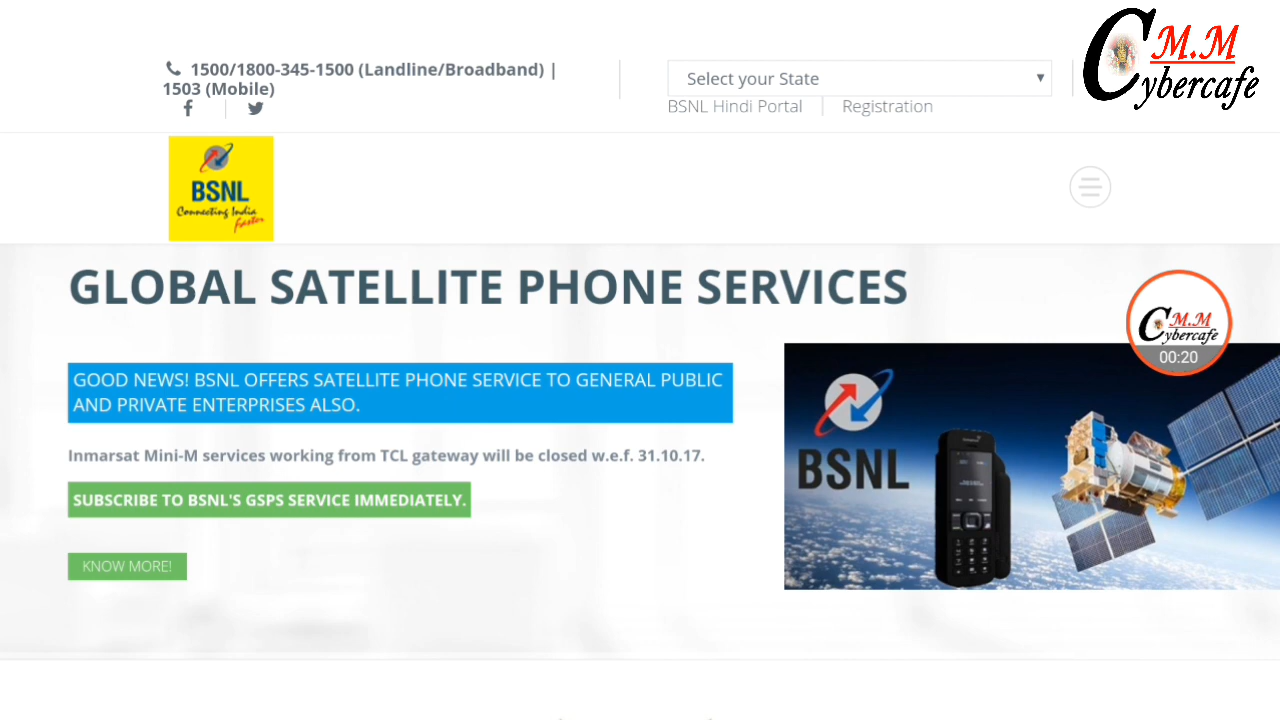 1500/1800-345-1500 (Landline/Broadband) |
1503 (Mobile)
Select your State
BSNL Hindi Portal
Registration
C M.M
Cybercafe
BSNL
Connecting India
Faster
GLOBAL SATELLITE PHONE SERVICES
GOOD NEWS! BSNL OFFERS SATELLITE PHONE SERVICE TO GENERAL PUBLIC
AND PRIVATE ENTERPRISES ALSO.
Inmarsat Mini-M services working from TCL gateway will be closed w.e.f. 31.10.17.
SUBSCRIBE TO BSNL'S GSPS SERVICE IMMEDIATELY.
KNOW MORE!
M.M
Cybercafe
00:20
BSNL